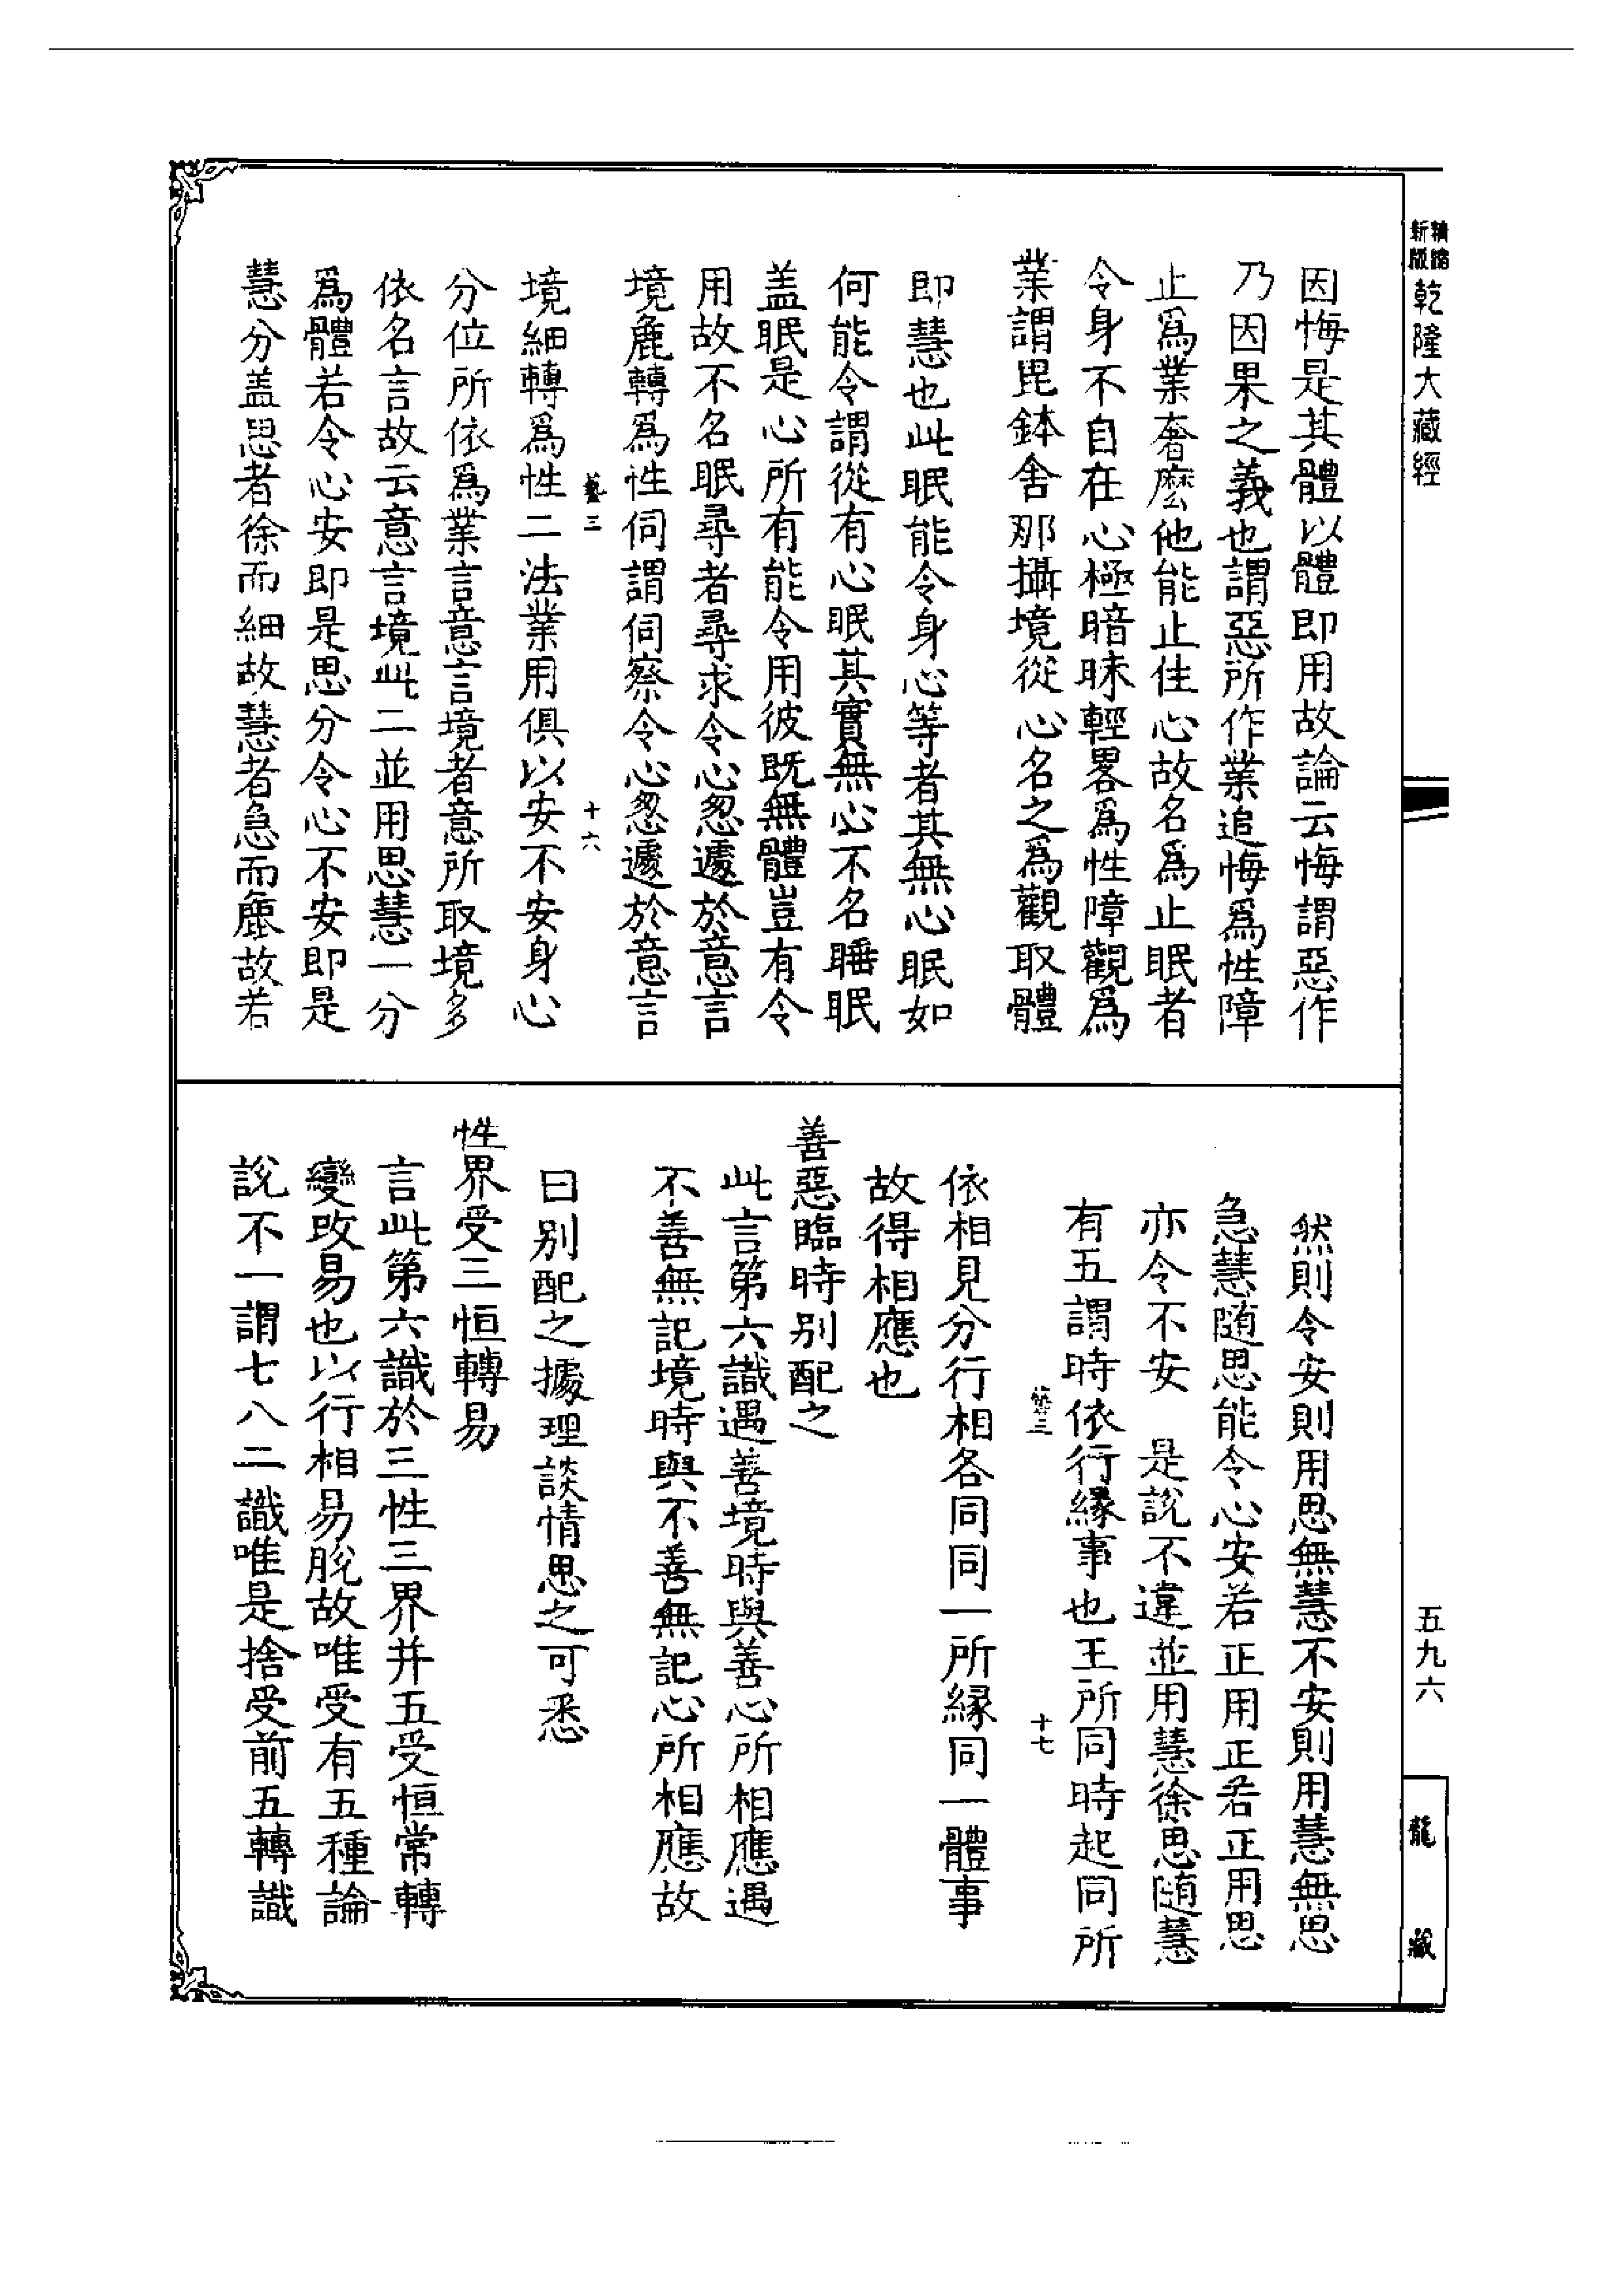 精縮新版乾隆大藏經
因悔是其體以體即用故論云悔謂惡作
乃因果之義也謂惡所作業追悔爲性障
止爲業奢麼他能止住心故名爲止眠者
令身不自在心極暗昧輕畧爲性障觀爲
業謂毘鉢舍那攝境從心名之爲觀取體
即慧也此眠能令身心等者其無心眠如
何能令謂從有心眠其實無心不名睡眠
盖眠是心所有能令用彼既無體豈有令
用故不名眠尋者尋求令心怱遽於意言
境麁轉爲性伺謂伺察令心怱遽於意言
藝三 十六
境細轉爲性二法業用俱以安不安身心
分位所依爲業言意言境者意所取境多
依名言故云意言境此二並用思慧一分
爲體若令心安即是思分令心不安即是
慧分盖思者徐而細故慧者急而麁故若
然則令安則用思無慧不安則用慧無思
急慧随思能令心安若正用正若正用思
亦令不安 是說不違並用慧徐思随慧
有五謂時依行緣事也王所同時起同所
藝三 十七
依相見分行相各同同一所緣同一體事
故得相應也
善惡臨時别配之
此言第六識遇善境時與善心所相應遇
不善無記境時與不善無記心所相應故
曰别配之據理談情思之可悉
性界受三恒轉易
言此第六識於三性三界并五受恒常轉
變改易也以行相易脫故唯受有五種論
說不一謂七八二識唯是捨受前五轉識
五九六
龍藏